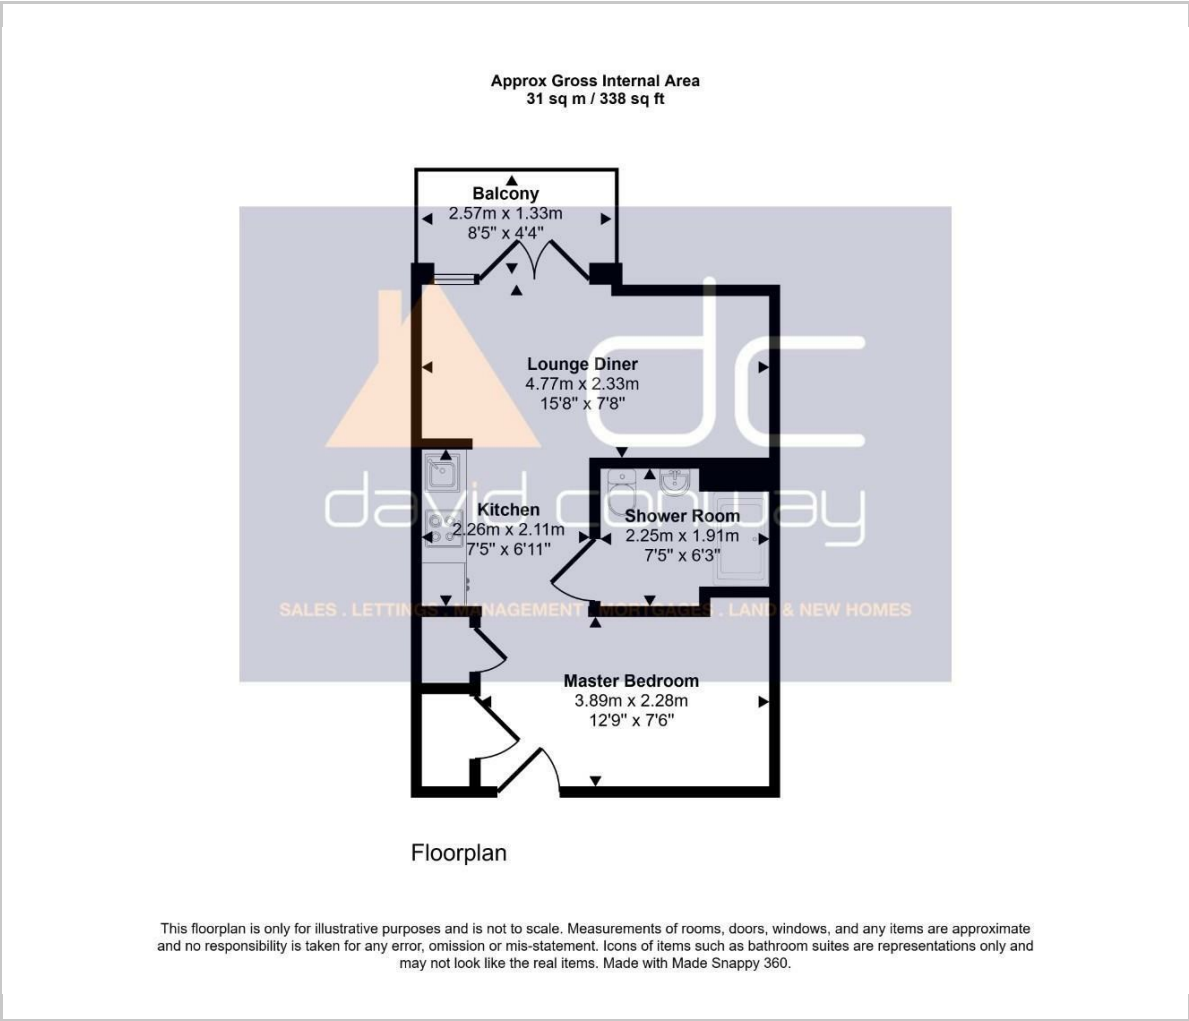 Approx Gross Internal Area
31 sq m / 338 sq ft
Balcony
2.57m x 1.33m
8'5" x 4'4"
Lounge Diner
4.77m x 2.33m
15'8" x 7'8"
dc
david conway
Kitchen
2.26m x 2.11m
7'5" x 6'11"
Shower Room
2.25m x 1.91m
7'5" x 6'3"
SALES . LETTINGS . MANAGEMENT . MORTGAGES . LAND & NEW HOMES
Master Bedroom
3.89m x 2.28m
12'9" x 7'6"
Floorplan
This floorplan is only for illustrative purposes and is not to scale. Measurements of rooms, doors, windows, and any items are approximate
and no responsibility is taken for any error, omission or mis-statement. Icons of items such as bathroom suites are representations only and
may not look like the real items. Made with Made Snappy 360.